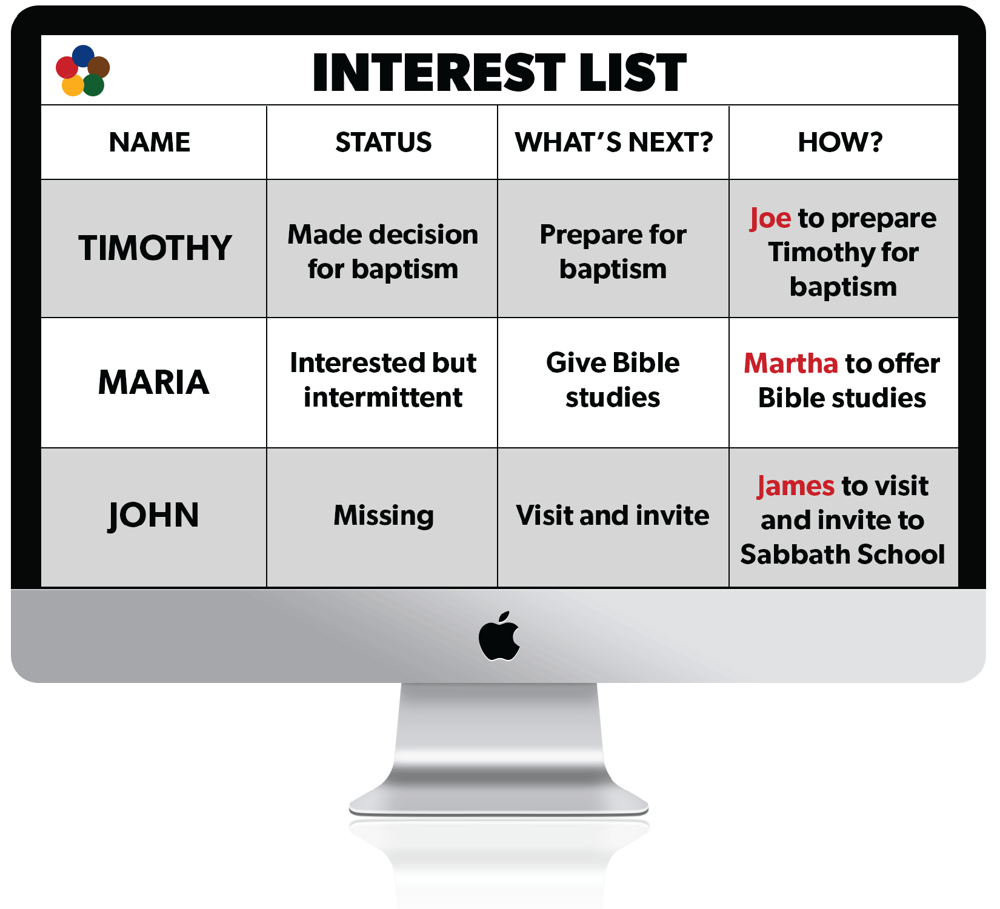 INTEREST LIST
NAME
STATUS
WHAT’S NEXT?
HOW?
TIMOTHY
Made decision
for baptism
Prepare for
baptism
Joe to prepare
Timothy for
baptism
MARIA
Interested but
intermittent
Give Bible
studies
Martha to offer
Bible studies
JOHN
Missing
Visit and invite
James to visit
and invite to
Sabbath School